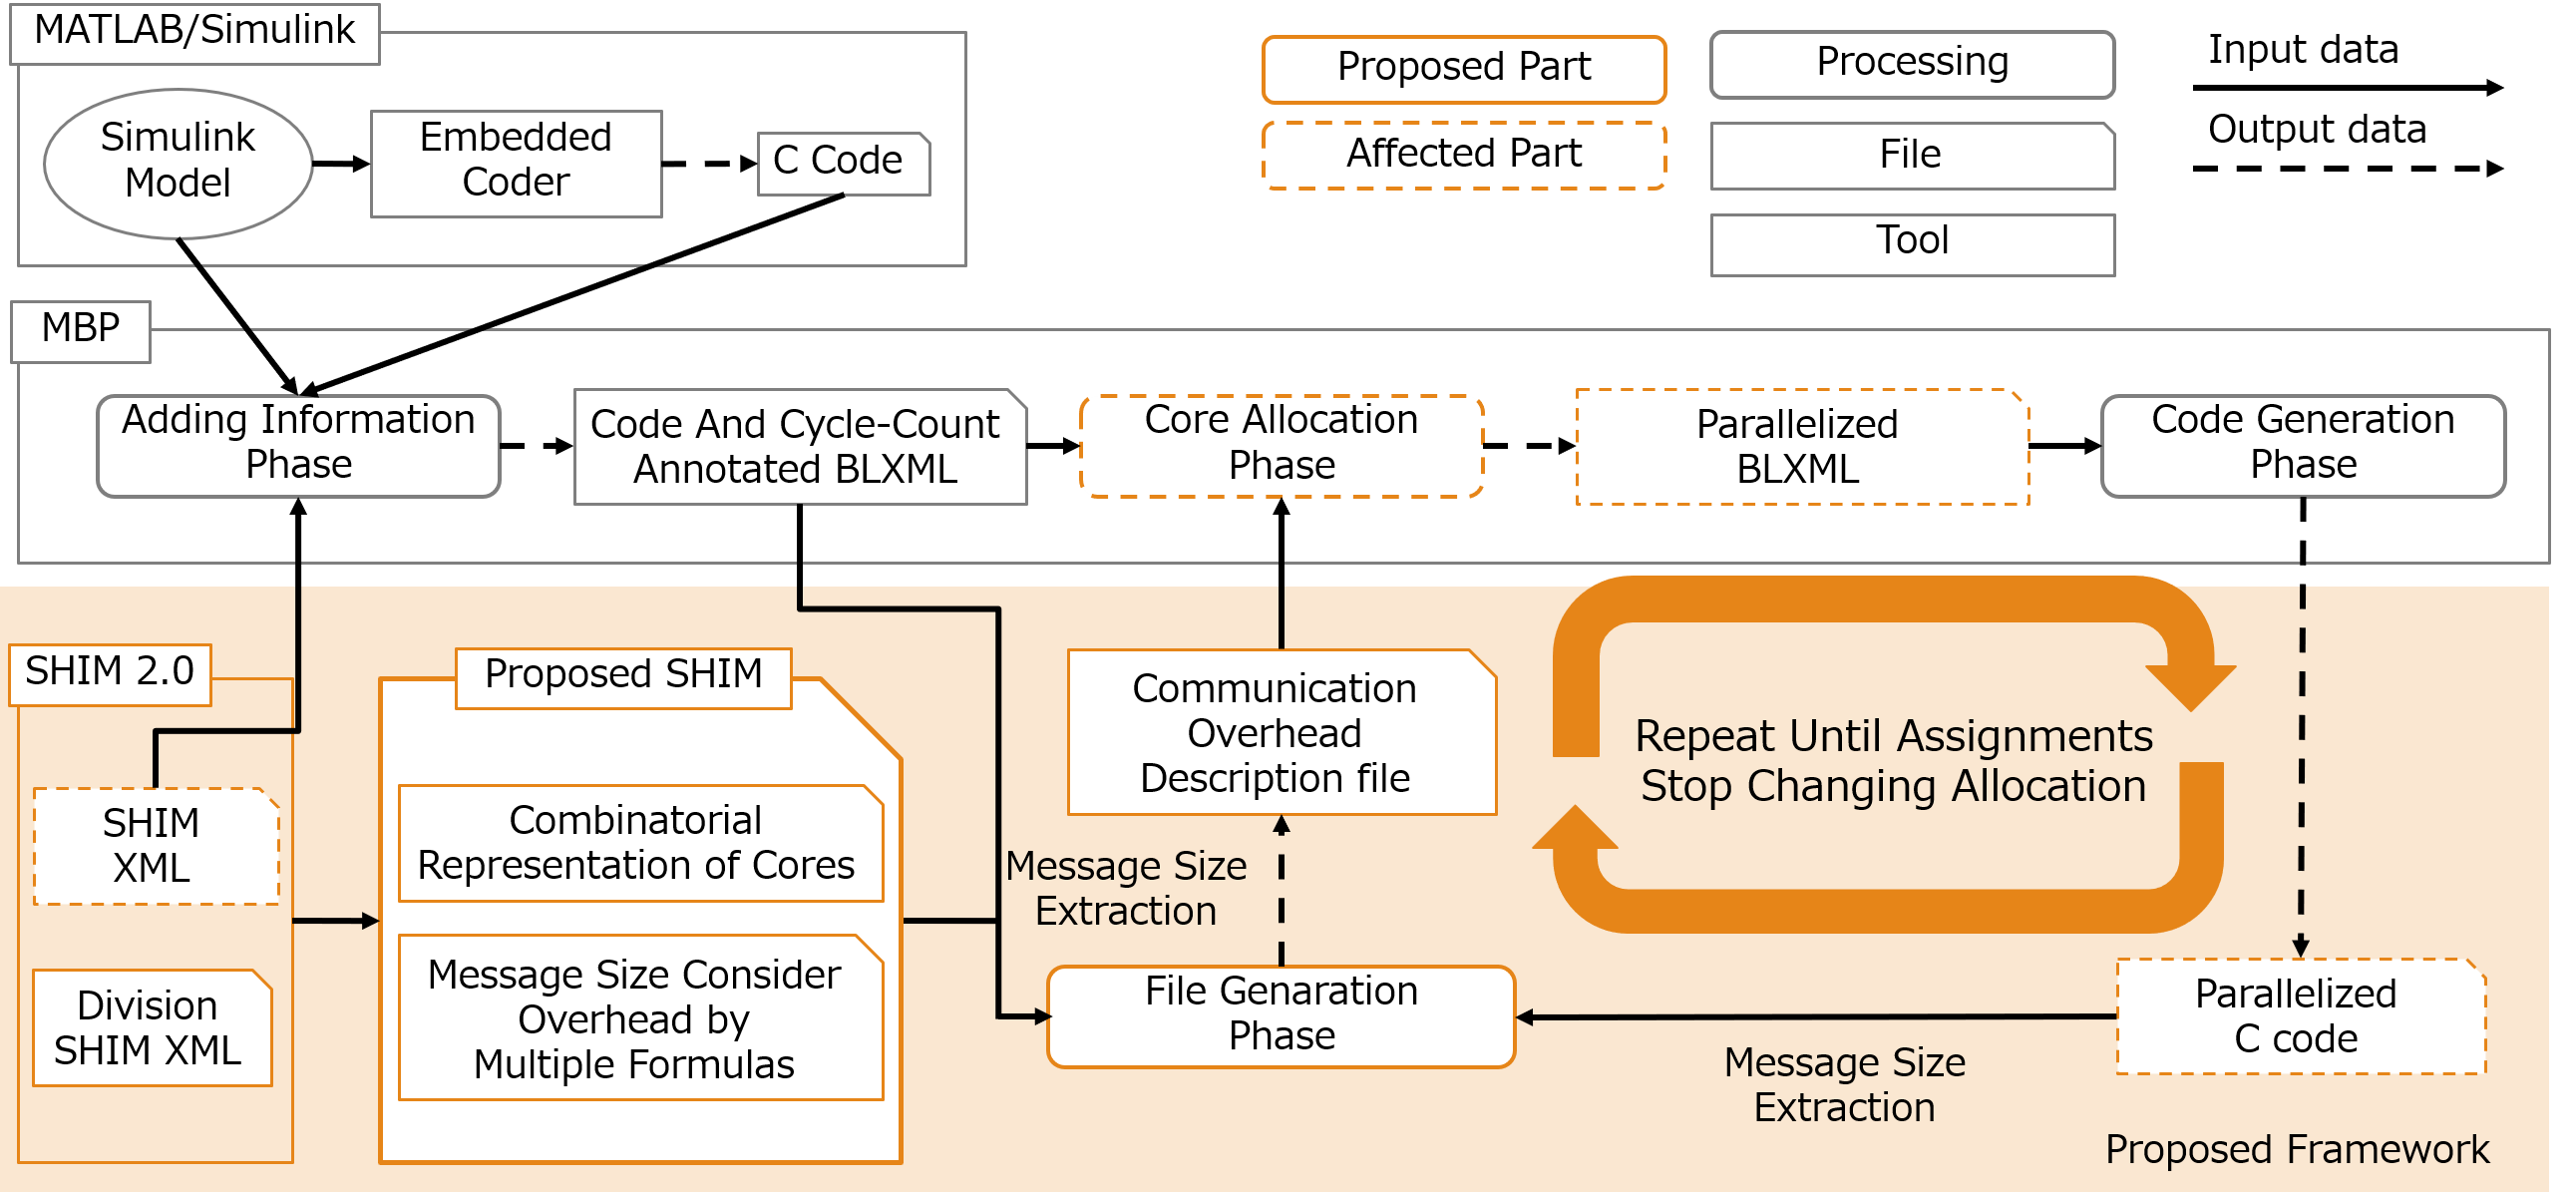 MATLAB/Simulink
Simulink
Model
Embedded
Coder
C Code
Proposed Part
Affected Part
Processing
File
Tool
Input data
Output data
MBP
Adding Information
Phase
Code And Cycle-Count
Annotated BLXML
Core Allocation
Phase
Parallelized
BLXML
Code Generation
Phase
SHIM 2.0
SHIM
XML
Division
SHIM XML
Proposed SHIM
Combinatorial
Representation of Cores
Message Size Consider
Overhead by
Multiple Formulas
Communication
Overhead
Description file
Message Size
Extraction
File Genaration
Phase
Repeat Until Assignments
Stop Changing Allocation
Message Size
Extraction
Parallelized
C code
Proposed Framework